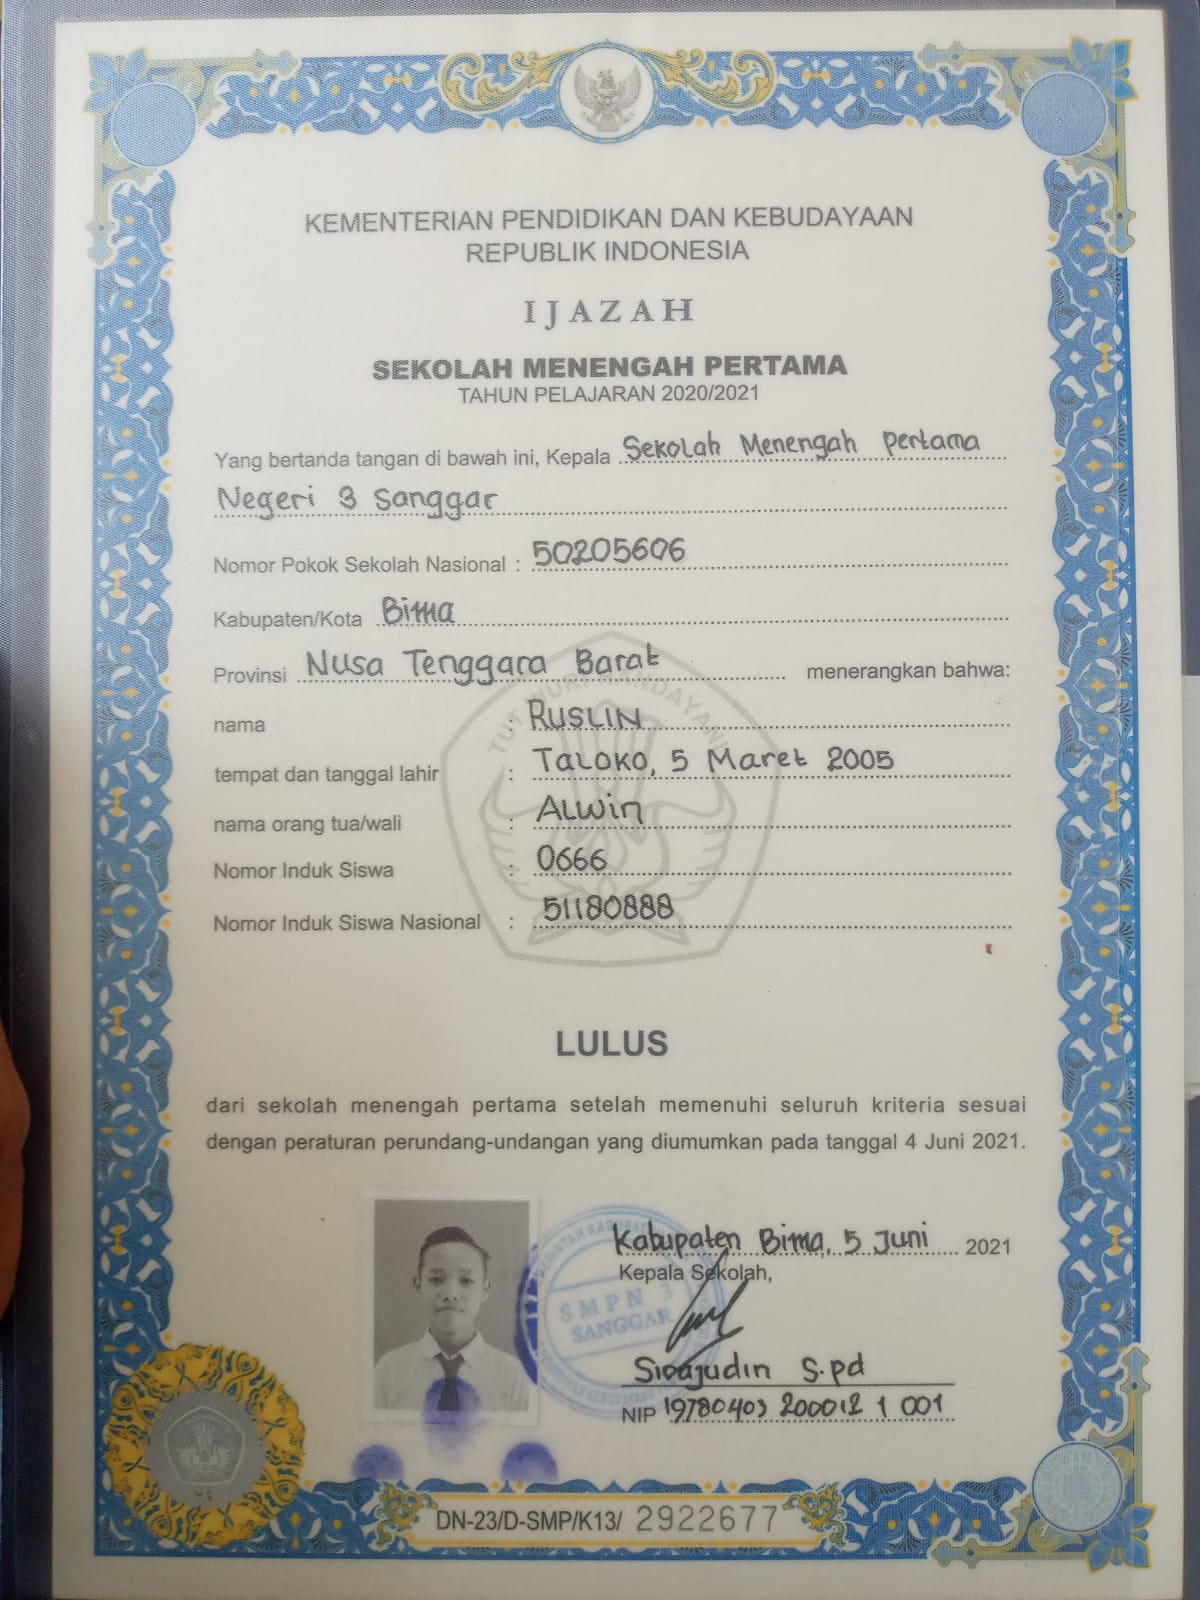 KEMENTERIAN PENDIDIKAN DAN KEBUDAYAAN
REPUBLIK INDONESIA
IJAZAH
SEKOLAH MENENGAH PERTAMA
TAHUN PELAJARAN 2020/2021
Yang bertanda tangan di bawah ini, Kepala Sekolah Menengah Pertama
Negeri 3 Sanggar
Nomor Pokok Sekolah Nasional : 50205606
Kabupaten/Kota Bima
Provinsi Nusa Tenggara Barat menerangkan bahwa:
TUT WURI HANDAYANI
nama : RUSLIN
tempat dan tanggal lahir : TALOKO, 5 Maret 2005
nama orang tua/wali : ALWIN
Nomor Induk Siswa : 0666
Nomor Induk Siswa Nasional : 51180888
LULUS
dari sekolah menengah pertama setelah memenuhi seluruh kriteria sesuai
dengan peraturan perundang-undangan yang diumumkan pada tanggal 4 Juni 2021.
Kabupaten Bima, 5 Juni 2021
Kepala Sekolah,
SMPN 3
SANGGAR
Sirajudin S.pd
NIP 19780403 200012 1 001
DN-23/D-SMP/K13/ 2922677